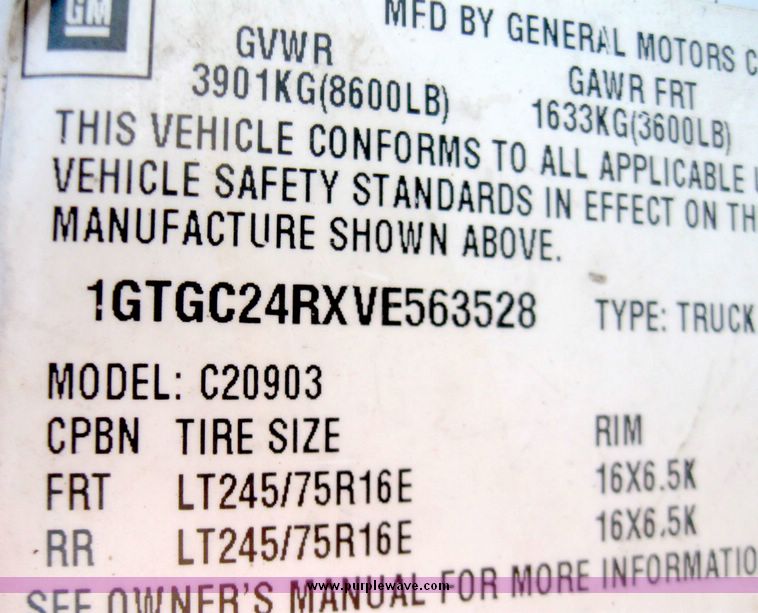 GM
MFD BY GENERAL MOTORS C
GVWR
3901KG(8600LB)
GAWR FRT
1633KG(3600LB)
THIS VEHICLE CONFORMS TO ALL APPLICABLE
VEHICLE SAFETY STANDARDS IN EFFECT ON TH
MANUFACTURE SHOWN ABOVE.
1GTGC24RXVE563528
TYPE: TRUCK
MODEL: C20903
CPBN TIRE SIZE RIM
FRT LT245/75R16E 16X6.5K
RR LT245/75R16E 16X6.5K
SEE OWNER'S MANUAL FOR MORE INFORMATIO
www.purplewave.com